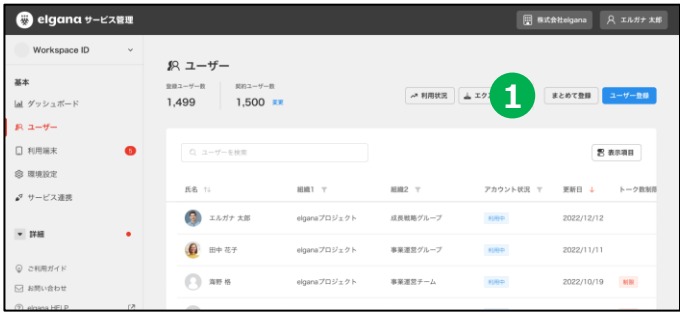 elgana サービス管理
株式会社elgana
エルガナ 太郎
Workspace ID
基本
ダッシュボード
ユーザー
利用端末 5
環境設定
サービス連携
詳細
ご利用ガイド
お問い合わせ
elgana HELP
ユーザー
登録ユーザー数 契約ユーザー数
1,499 1,500 変更
利用状況 エクス 1 まとめて登録 ユーザー登録
ユーザーを検索 表示項目
氏名 組織1 組織2 アカウント状況 更新日 トーク数制限
エルガナ 太郎 elganaプロジェクト 成長戦略グループ 利用中 2022/12/12
田中 花子 elganaプロジェクト 事業運営グループ 利用中 2022/11/11
海野 格 elganaプロジェクト 事業運営チーム 利用中 2022/10/19 制限